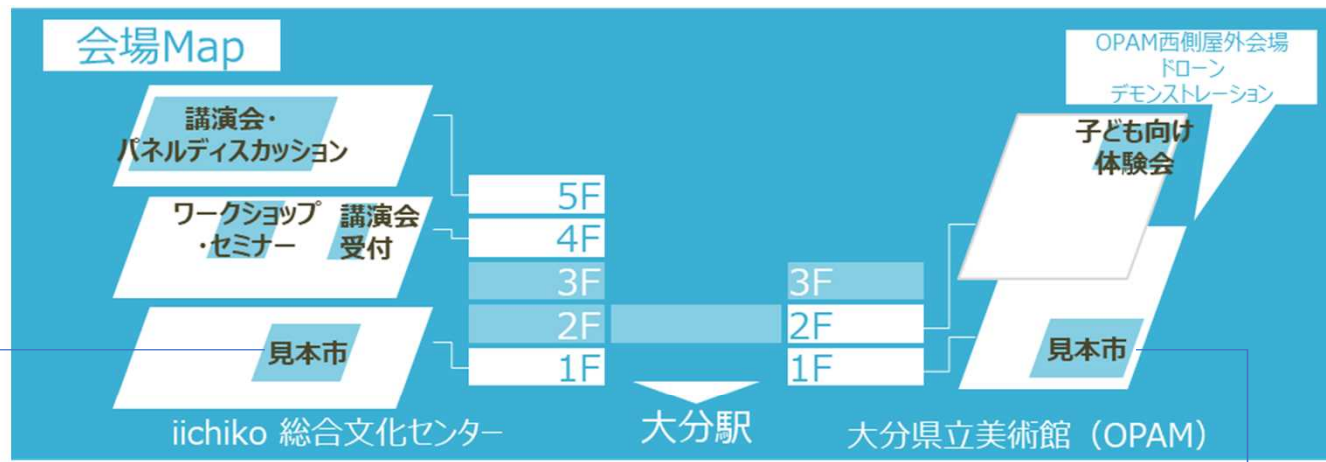 会場Map
OPAM西側屋外会場
ドローン
デモンストレーション
講演会・
パネルディスカッション
ワークショップ
・セミナー
講演会
受付
見本市
5F
4F
3F
2F
1F
iichiko 総合文化センター
大分駅
3F
2F
1F
子ども向け
体験会
見本市
大分県立美術館（OPAM）